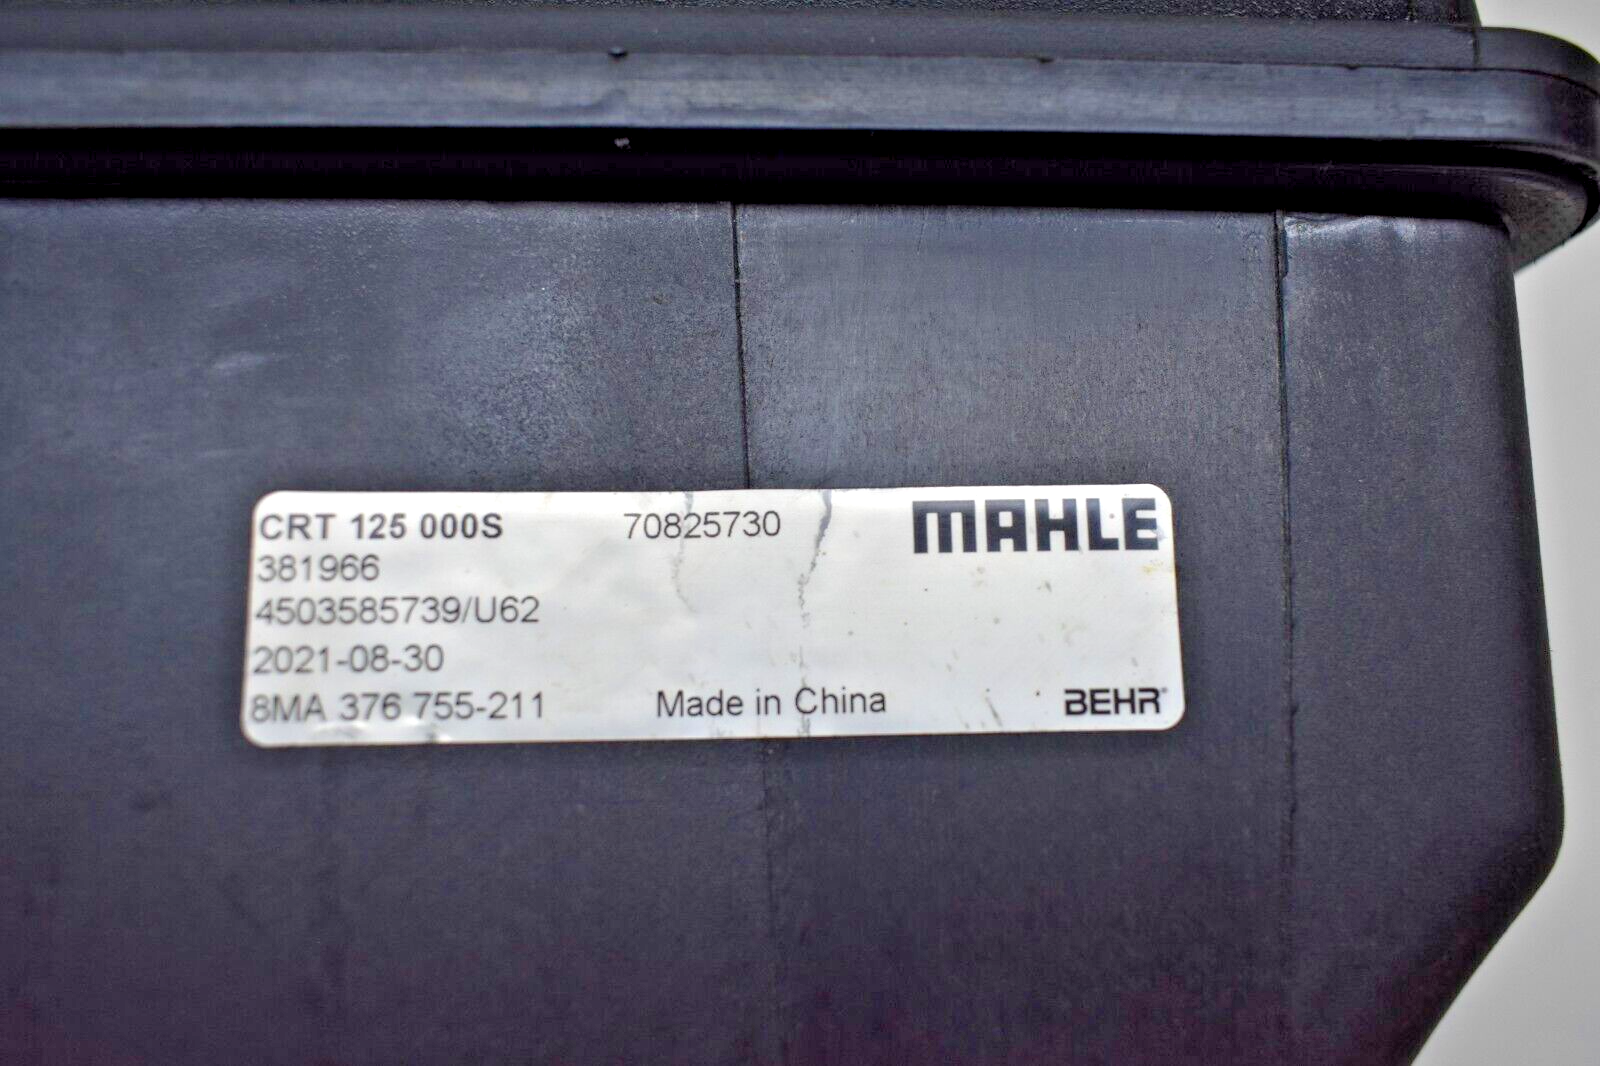 CRT 125 000S 70825730 MAHLE
381966
4503585739/U62
2021-08-30
8MA 376 755-211 Made in China BEHR®